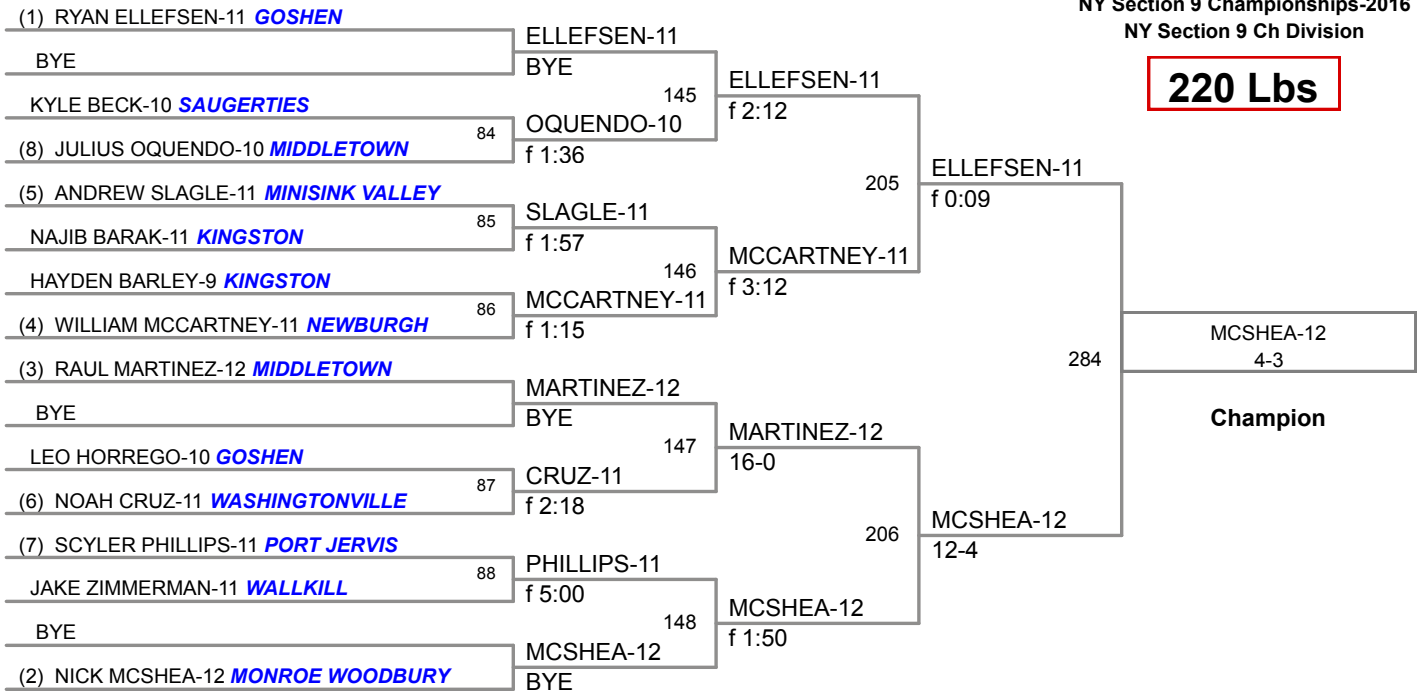 NY Section 9 Championships-2016
NY Section 9 Ch Division
220 Lbs
(1) RYAN ELLEFSEN-11 GOSHEN
BYE
KYLE BECK-10 SAUGERTIES
(8) JULIUS OQUENDO-10 MIDDLETOWN
(5) ANDREW SLAGLE-11 MINISINK VALLEY
NAJIB BARAK-11 KINGSTON
HAYDEN BARLEY-9 KINGSTON
(4) WILLIAM MCCARTNEY-11 NEWBURGH
(3) RAUL MARTINEZ-12 MIDDLETOWN
BYE
LEO HORREGO-10 GOSHEN
(6) NOAH CRUZ-11 WASHINGTONVILLE
(7) SCYLER PHILLIPS-11 PORT JERVIS
JAKE ZIMMERMAN-11 WALLKILL
BYE
(2) NICK MCSHEA-12 MONROE WOODBURY
84
85
86
87
88
ELLEFSEN-11
BYE
OQUENDO-10
f 1:36
SLAGLE-11
f 1:57
MCCARTNEY-11
f 1:15
MARTINEZ-12
BYE
CRUZ-11
f 2:18
PHILLIPS-11
f 5:00
MCSHEA-12
BYE
145
146
147
148
ELLEFSEN-11
f 2:12
MCCARTNEY-11
f 3:12
MARTINEZ-12
16-0
MCSHEA-12
f 1:50
205
206
ELLEFSEN-11
f 0:09
MCSHEA-12
12-4
284
MCSHEA-12
4-3
Champion